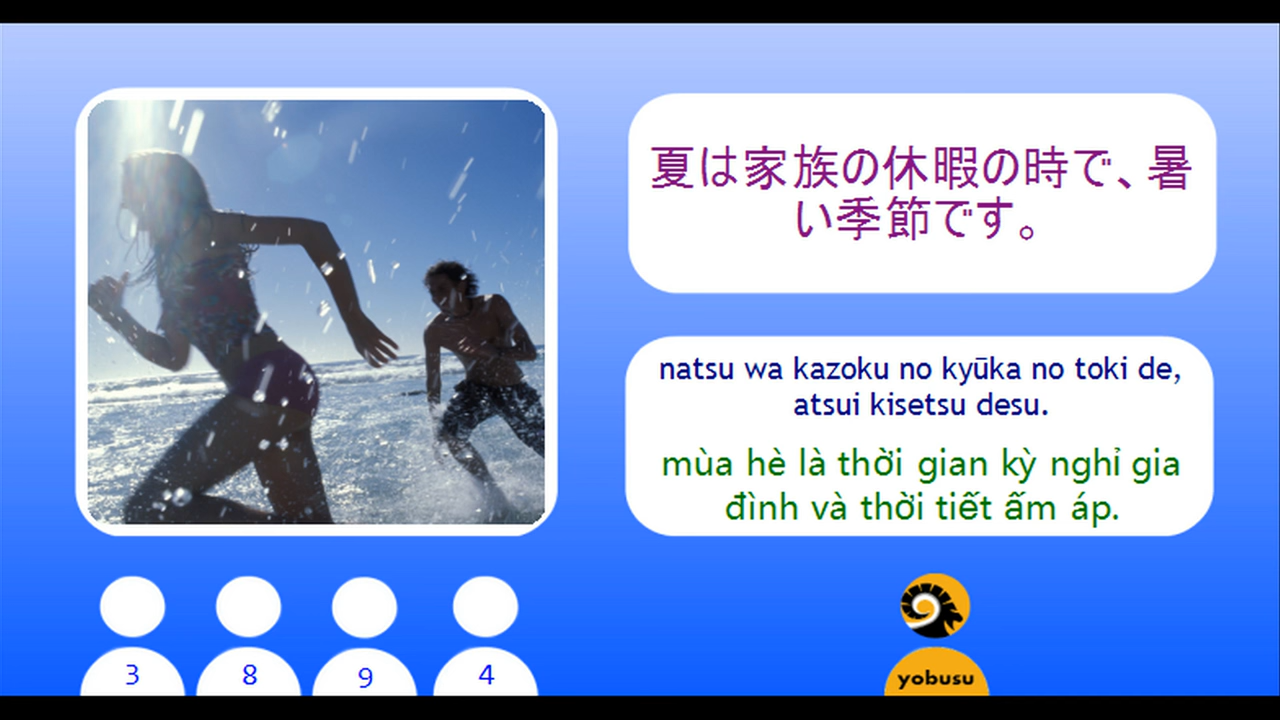 夏は家族の休暇の時で、暑
い季節です。
natsu wa kazoku no kyūka no toki de,
atsui kisetsu desu.
mùa hè là thời gian kỳ nghỉ gia
đình và thời tiết ấm áp.
3 8 9 4
yobusu